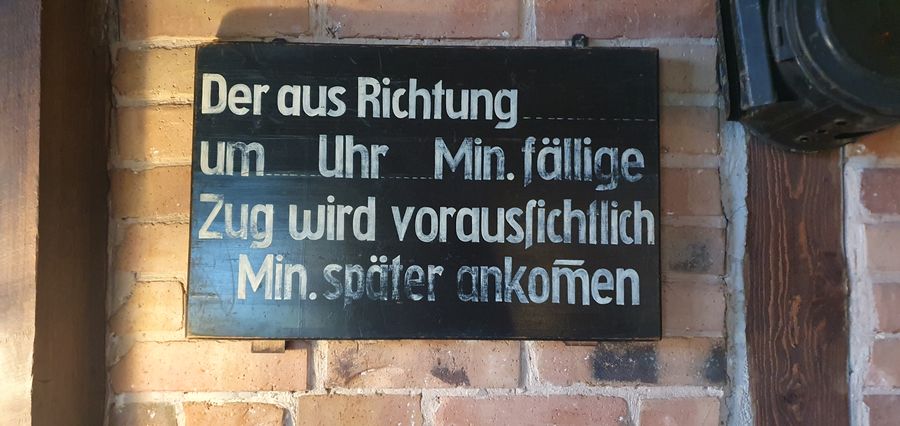 Der aus Richtung
um Uhr Min. fällige
Zug wird vorausſichtlich
Min. später ankom̅en